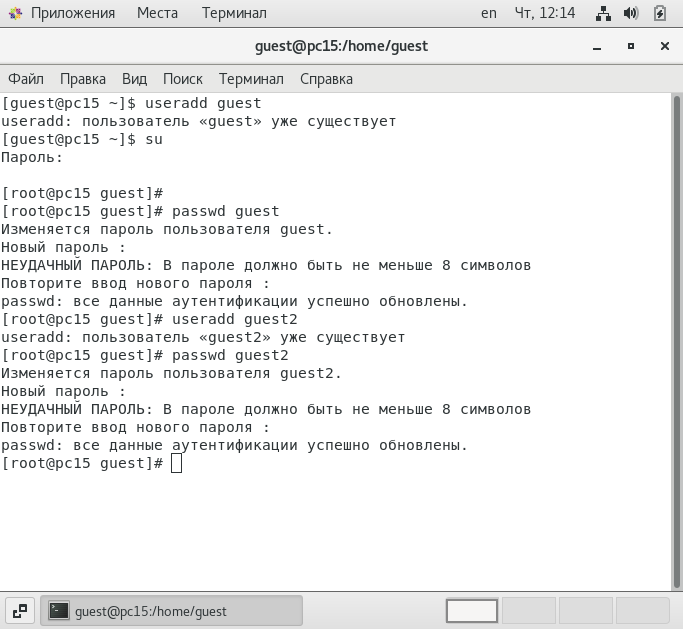 Приложения Места Терминал en Чт, 12:14
guest@pc15:/home/guest
Файл Правка Вид Поиск Терминал Справка
[guest@pc15 ~]$ useradd guest
useradd: пользователь «guest» уже существует
[guest@pc15 ~]$ su
Пароль:
[root@pc15 guest]#
[root@pc15 guest]# passwd guest
Изменяется пароль пользователя guest.
Новый пароль :
НЕУДАЧНЫЙ ПАРОЛЬ: В пароле должно быть не меньше 8 символов
Повторите ввод нового пароля :
passwd: все данные аутентификации успешно обновлены.
[root@pc15 guest]# useradd guest2
useradd: пользователь «guest2» уже существует
[root@pc15 guest]# passwd guest2
Изменяется пароль пользователя guest2.
Новый пароль :
НЕУДАЧНЫЙ ПАРОЛЬ: В пароле должно быть не меньше 8 символов
Повторите ввод нового пароля :
passwd: все данные аутентификации успешно обновлены.
[root@pc15 guest]#
guest@pc15:/home/guest